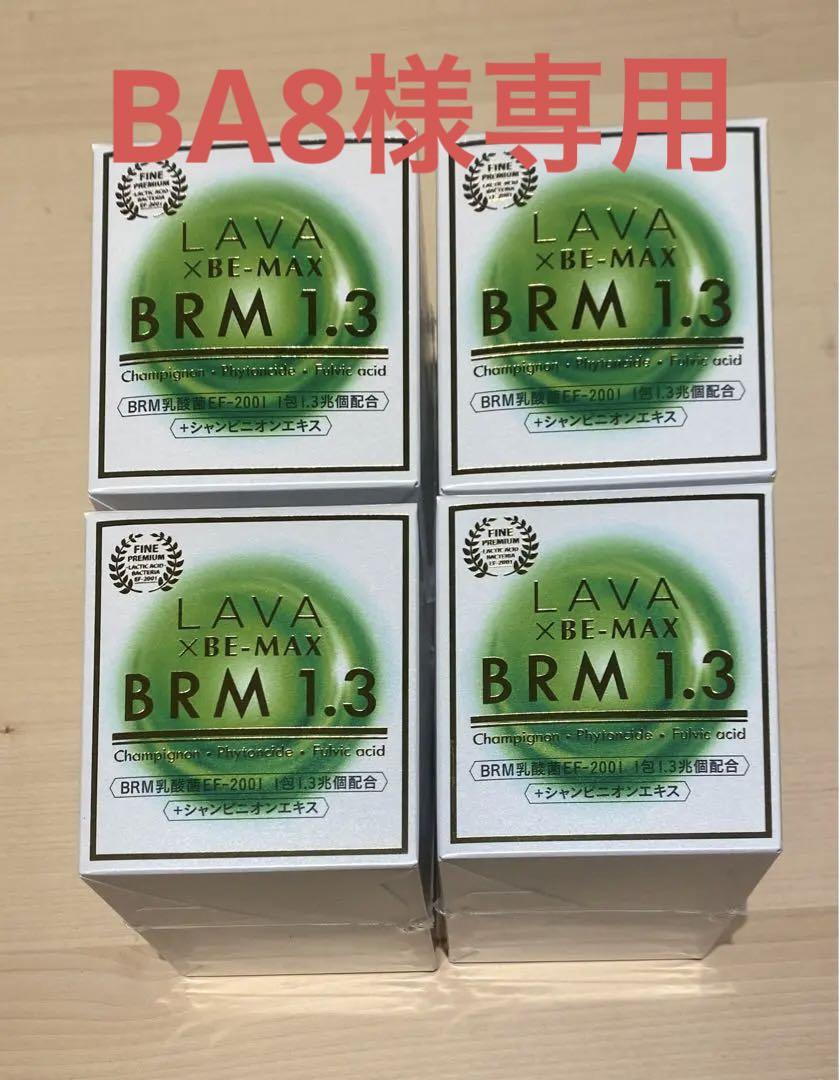 BA8様専用
FINE
PREMIUM
LACTIC ACID
BACTERIA
EF-2001
LAVA
×BE-MAX
BRM 1.3
Champignon・Phytoncide・Fulvic acid
BRM乳酸菌EF-2001 1包1.3兆個配合
+シャンピニオンエキス
FINE
PREMIUM
LACTIC ACID
BACTERIA
EF-2001
LAVA
×BE-MAX
BRM 1.3
Champignon・Phytoncide・Fulvic acid
BRM乳酸菌EF-2001 1包1.3兆個配合
+シャンピニオンエキス
FINE
PREMIUM
-LACTIC ACID-
BACTERIA
EF-2001
LAVA
×BE-MAX
BRM 1.3
Champignon・Phytoncide・Fulvic acid
BRM乳酸菌EF-2001 1包1.3兆個配合
+シャンピニオンエキス
FINE
PREMIUM
-LACTIC ACID-
BACTERIA
EF-2001
LAVA
×BE-MAX
BRM 1.3
Champignon・Phytoncide・Fulvic acid
BRM乳酸菌EF-2001 1包1.3兆個配合
+シャンピニオンエキス